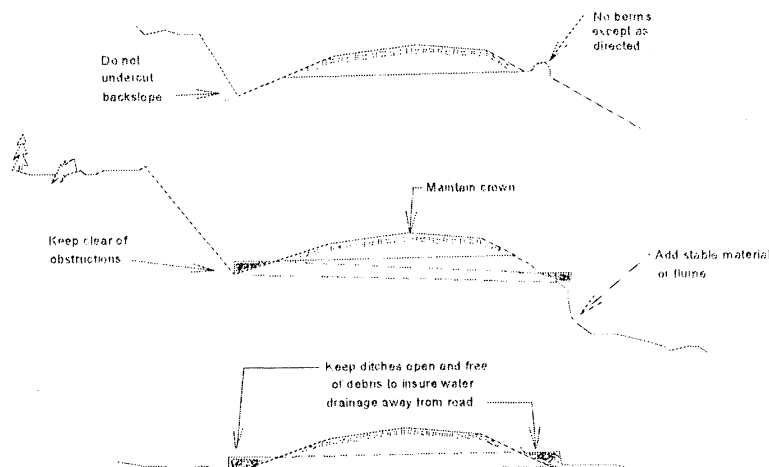 No berms
except as
directed
Do not
undercut
backslope
Maintain crown
Keep clear of
obstructions
Add stable material
or flume
Keep ditches open and free
of debris to insure water
drainage away from road